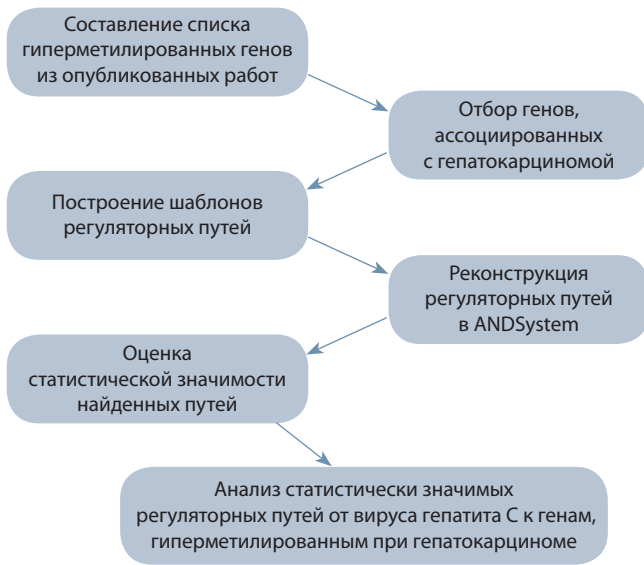 Составление списка
гиперметилированных генов
из опубликованных работ
Отбор генов,
ассоциированных
с гепатокарциномой
Построение шаблонов
регуляторных путей
Реконструкция
регуляторных путей
в ANDSystem
Оценка
статистической значимости
найденных путей
Анализ статистически значимых
регуляторных путей от вируса гепатита С к генам,
гиперметилированным при гепатокарциноме